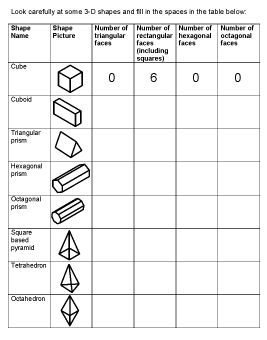 Look carefully at some 3-D shapes and fill in the spaces in the table below:
Shape Name
Shape Picture
Number of triangular faces
Number of rectangular faces (including squares)
Number of hexagonal faces
Number of octagonal faces
Cube
0
6
0
0
Cuboid
Triangular prism
Hexagonal prism
Octagonal prism
Square based pyramid
Tetrahedron
Octahedron